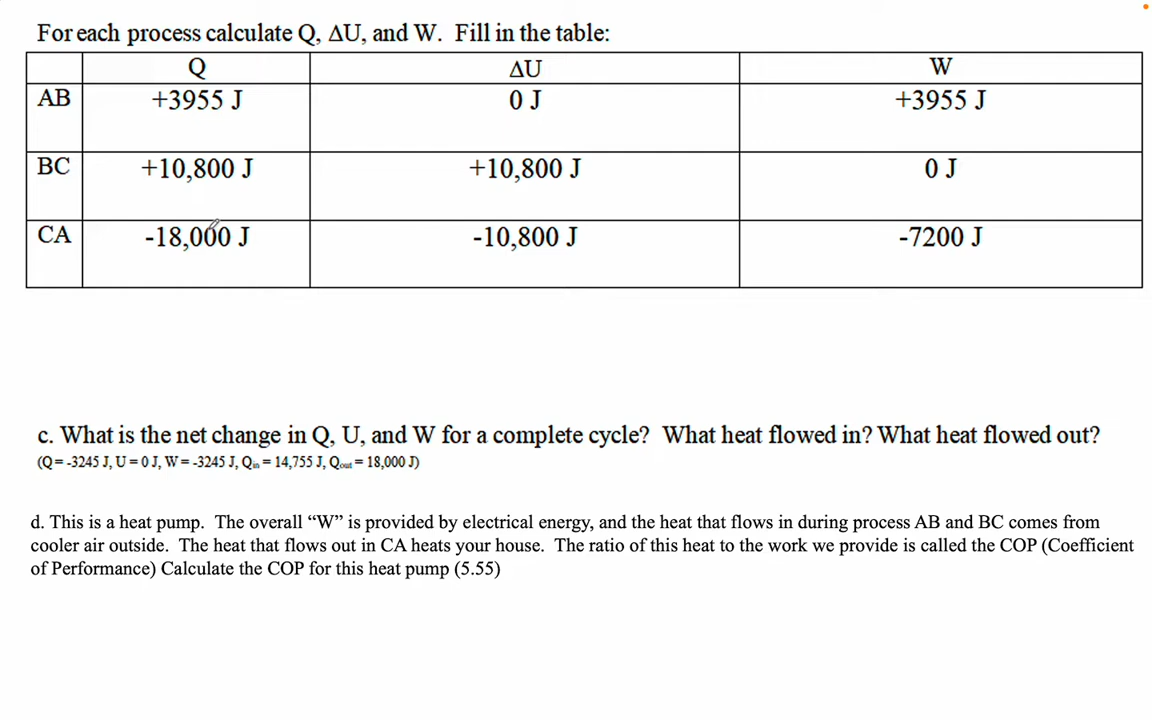 For each process calculate Q, ΔU, and W. Fill in the table:
Q ΔU W
AB +3955 J 0 J +3955 J
BC +10,800 J +10,800 J 0 J
CA -18,000 J -10,800 J -7200 J
c. What is the net change in Q, U, and W for a complete cycle? What heat flowed in? What heat flowed out?
(Q = -3245 J, U = 0 J, W = -3245 J, Qin = 14,755 J, Qout = 18,000 J)
d. This is a heat pump. The overall “W” is provided by electrical energy, and the heat that flows in during process AB and BC comes from
cooler air outside. The heat that flows out in CA heats your house. The ratio of this heat to the work we provide is called the COP (Coefficient
of Performance) Calculate the COP for this heat pump (5.55)